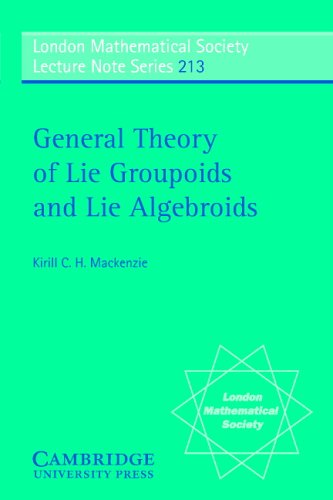 London Mathematical Society
Lecture Note Series 213
General Theory
of Lie Groupoids
and Lie Algebroids
Kirill C. H. Mackenzie
London
Mathematical
Society
CAMBRIDGE
UNIVERSITY PRESS